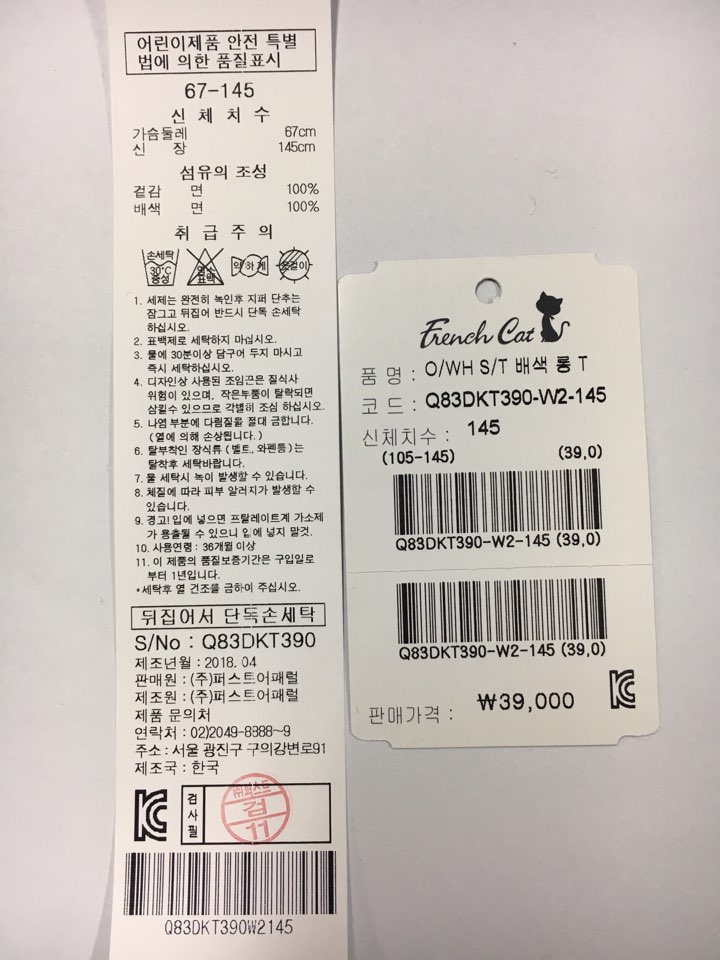 어린이제품 안전 특별
법에 의한 품질표시
67-145
신 체 치 수
가슴둘레 67cm
신 장 145cm
섬유의 조성
겉감 면 100%
배색 면 100%
취 급 주 의
손세탁 30°C 중성
염소 표백
약하게
옷걸이
1. 세제는 완전히 녹인후 지퍼 단추는
잠그고 뒤집어 반드시 단독 손세탁
하십시오.
2. 표백제로 세탁하지 마십시오.
3. 물에 30분이상 담구어 두지 마시고
즉시 세탁하십시오.
4. 디자인상 사용된 조임끈은 질식사
위험이 있으며, 작은부품이 탈락되면
삼킬수 있으므로 각별히 조심 하십시오.
5. 나염 부분에 다림질을 절대 금합니다.
(열에 의해 손상됩니다.)
6. 탈부착인 장식류 (벨트, 와펜등)는
탈착후 세탁바랍니다.
7. 물 세탁시 녹이 발생할 수 있습니다.
8. 체질에 따라 피부 알러지가 발생할 수
있습니다.
9. 경고! 입에 넣으면 프탈레이트계 가소제
가 용출될 수 있으니 입에 넣지 말것.
10. 사용연령 : 36개월 이상
11. 이 제품의 품질보증기간은 구입일로
부터 1년입니다.
*세탁후 열 건조를 금하여 주십시오.
뒤집어서 단독손세탁
S/No : Q83DKT390
제조년월 : 2018. 04
판매원 : (주)퍼스트어패럴
제조원 : (주)퍼스트어패럴
제품 문의처
연락처 : 02)2049-8888~9
주소 : 서울 광진구 구의강변로91
제조국 : 한국
KC
검사필
검
11
Q83DKT390W2145
French Cat
품 명 : O/WH S/T 배색 롱 T
코 드 : Q83DKT390-W2-145
신체치수 : 145
(105-145) (39,0)
Q83DKT390-W2-145 (39,0)
Q83DKT390-W2-145 (39,0)
판매가격 : ₩39,000
KC